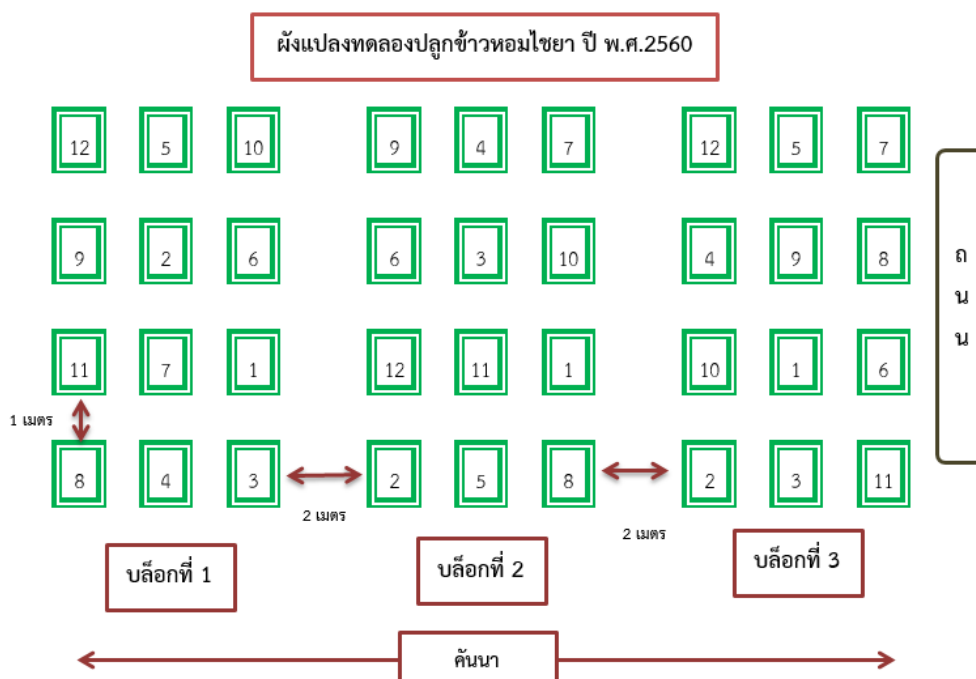 ผังแปลงทดลองปลูกข้าวหอมไชยา ปี พ.ศ.2560
12 5 10 9 4 7 12 5 7
9 2 6 6 3 10 4 9 8
11 7 1 12 11 1 10 1 6
1 เมตร
8 4 3 2 5 8 2 3 11
2 เมตร
2 เมตร
บล็อกที่ 1
บล็อกที่ 2
บล็อกที่ 3
คันนา
ถ
น
น